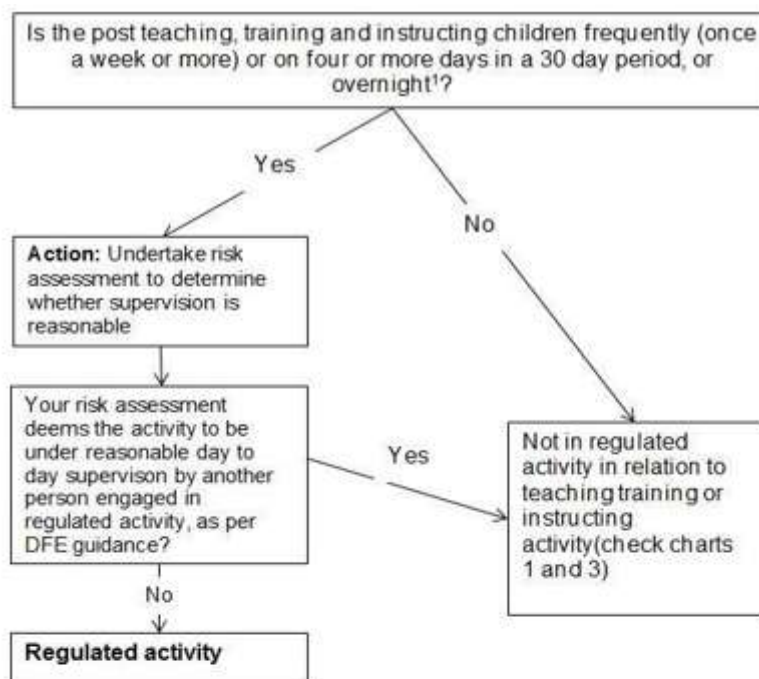 Is the post teaching, training and instructing children frequently (once
a week or more) or on four or more days in a 30 day period, or
overnight¹?
Yes
No
Action: Undertake risk
assessment to determine
whether supervision is
reasonable
Your risk assessment
deems the activity to be
under reasonable day to
day supervison by another
person engaged in
regulated activity, as per
DFE guidance?
Yes
Not in regulated
activity in relation to
teaching training or
instructing
activity(check charts
1 and 3)
No
Regulated activity